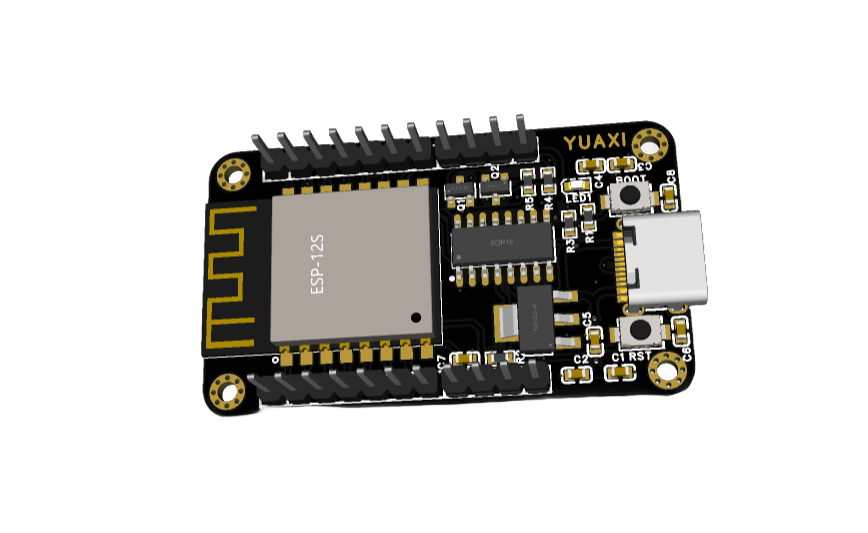 YUAXI
Q2
C4
BOOT
C8
Q1
R5
R4
LED1
R3
R1
SOP16
ESP-12S
C5
C7
C2
C1
RST
C6